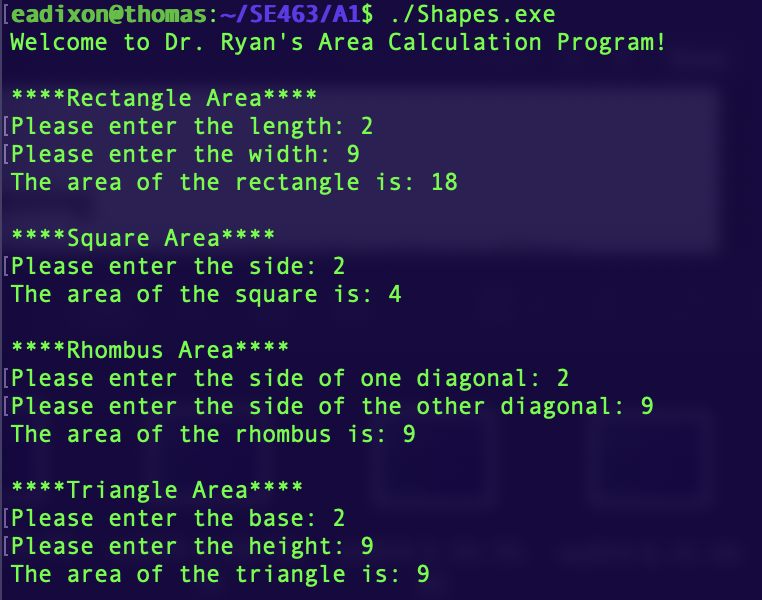 eadixon@thomas:~/SE463/A1$ ./Shapes.exe
Welcome to Dr. Ryan's Area Calculation Program!
****Rectangle Area****
[Please enter the length: 2
[Please enter the width: 9
The area of the rectangle is: 18
****Square Area****
[Please enter the side: 2
The area of the square is: 4
****Rhombus Area****
[Please enter the side of one diagonal: 2
[Please enter the side of the other diagonal: 9
The area of the rhombus is: 9
****Triangle Area****
[Please enter the base: 2
[Please enter the height: 9
The area of the triangle is: 9